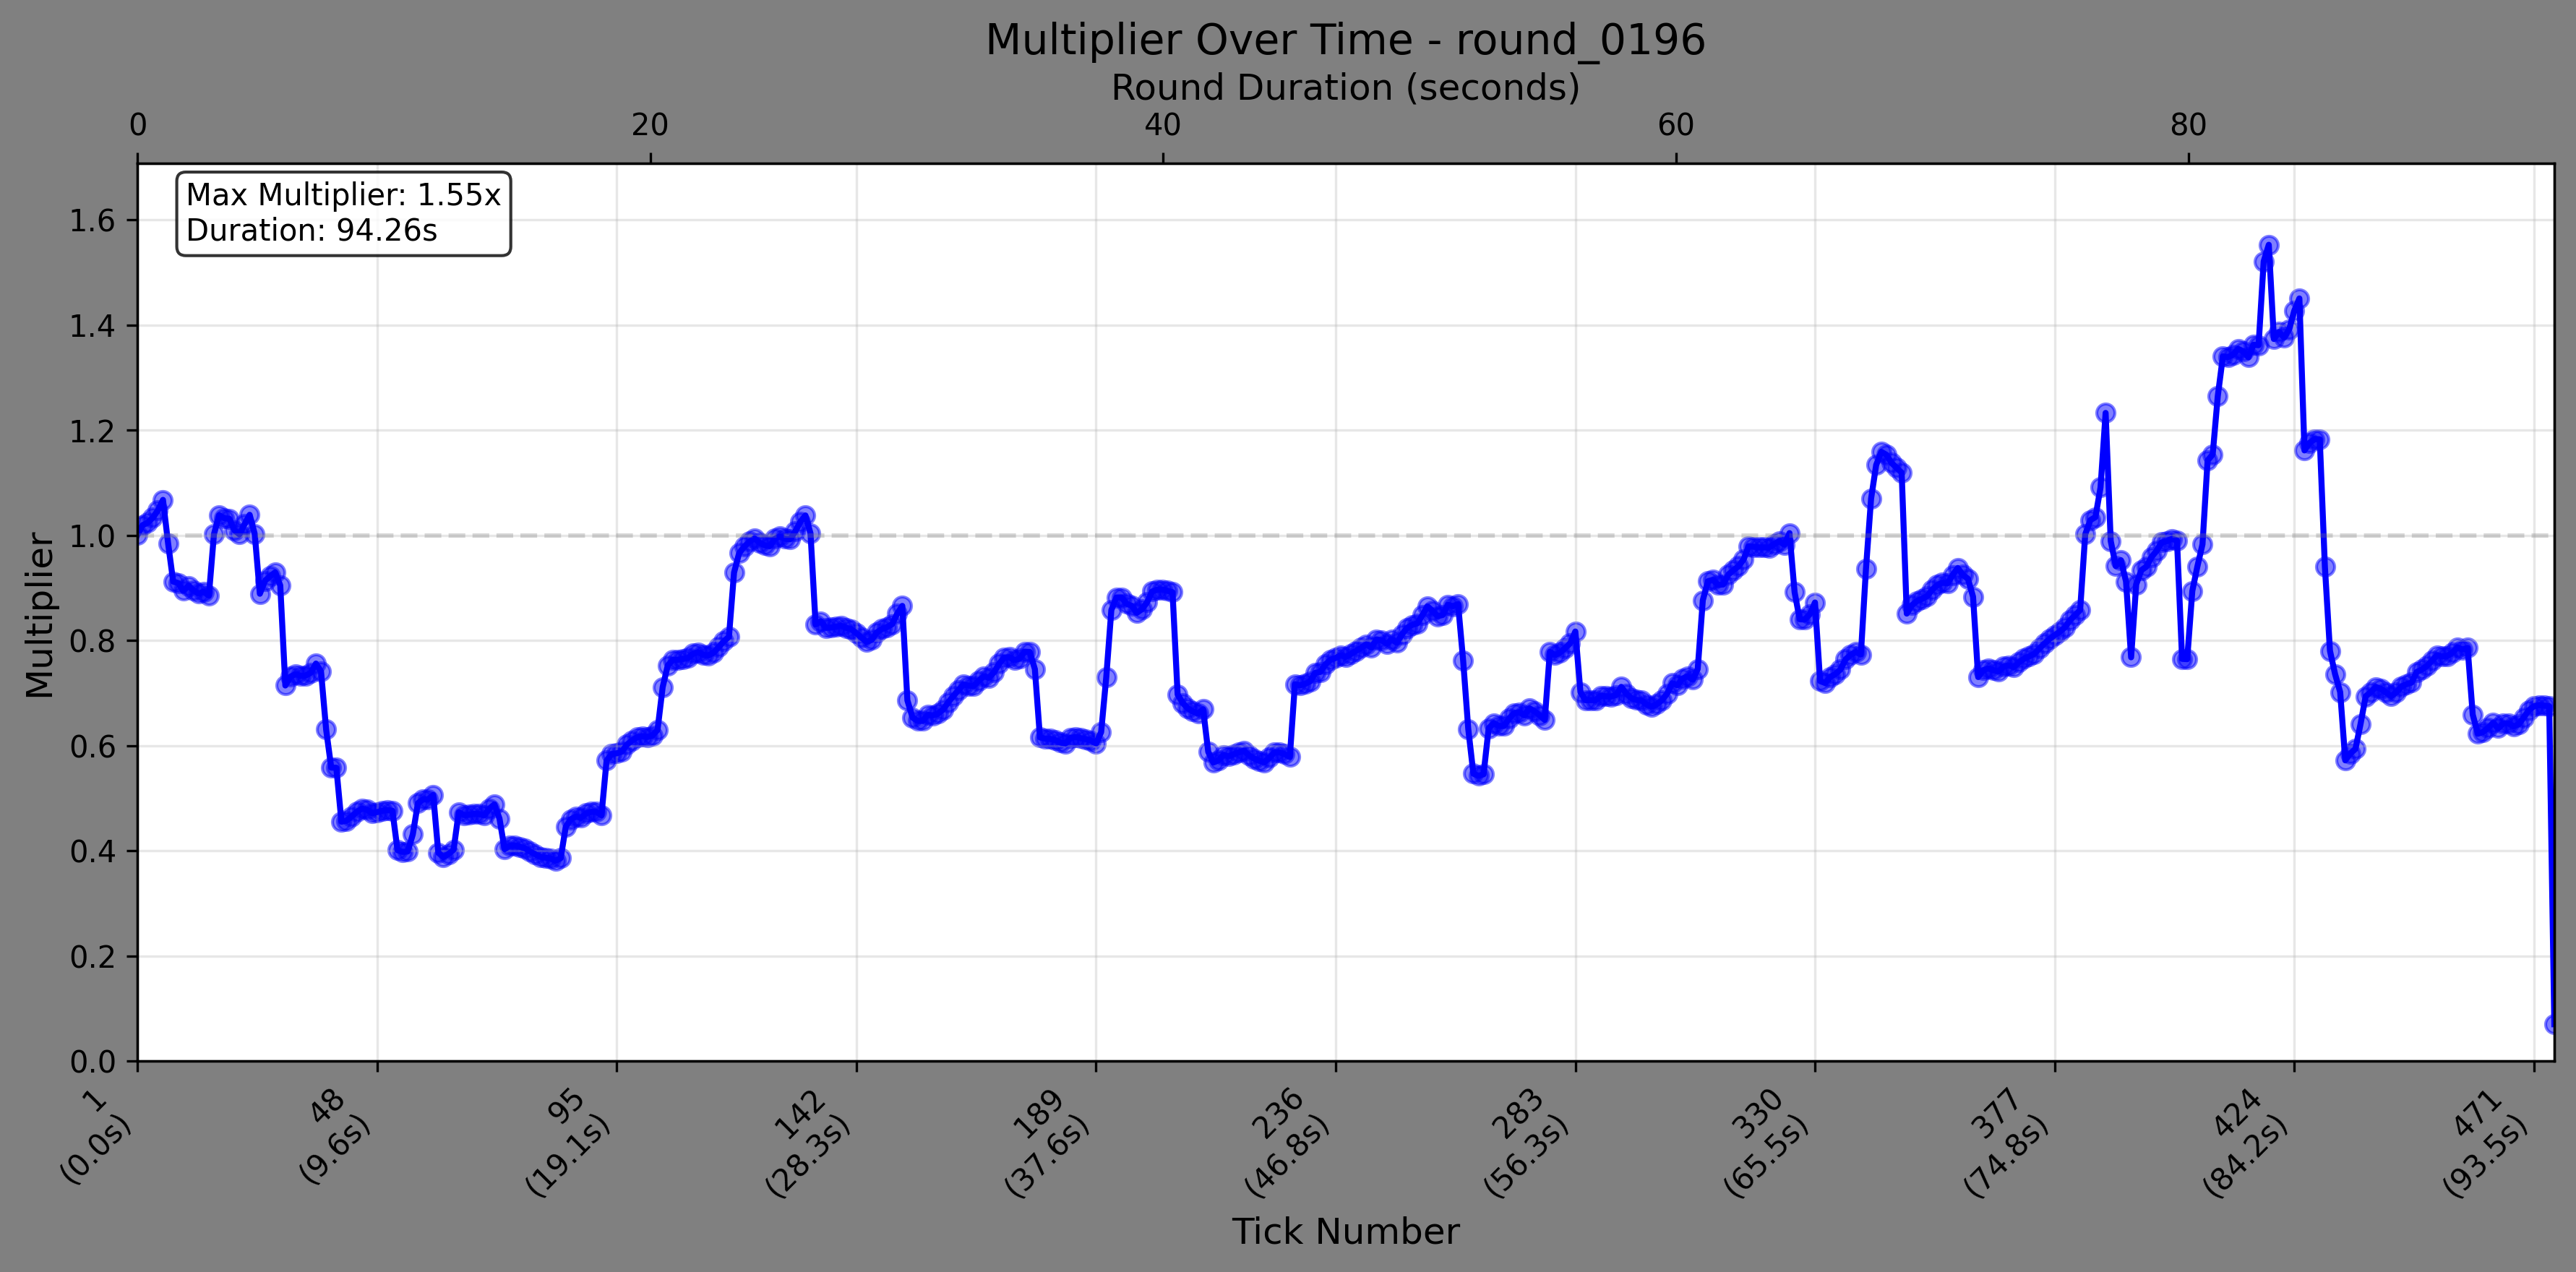 Multiplier Over Time - round_0196
Round Duration (seconds)
0 20 40 60 80
Max Multiplier: 1.55x
Duration: 94.26s
Multiplier
1.6
1.4
1.2
1.0
0.8
0.6
0.4
0.2
0.0
1
(0.0s)
48
(9.6s)
95
(19.1s)
142
(28.3s)
189
(37.6s)
236
(46.8s)
283
(56.3s)
330
(65.5s)
377
(74.8s)
424
(84.2s)
471
(93.5s)
Tick Number